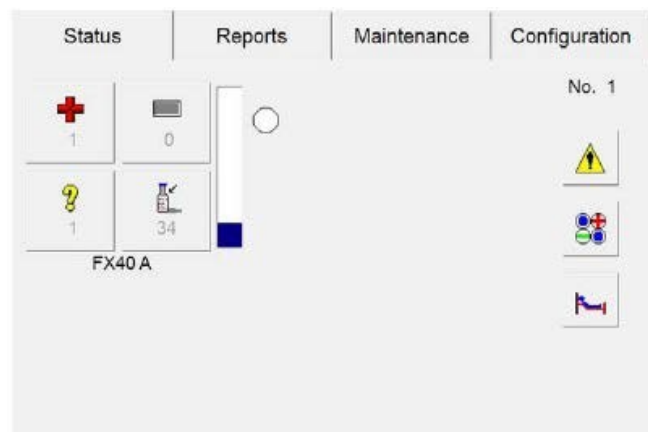 Status
Reports
Maintenance
Configuration
No. 1
1
0
1
34
FX40 A